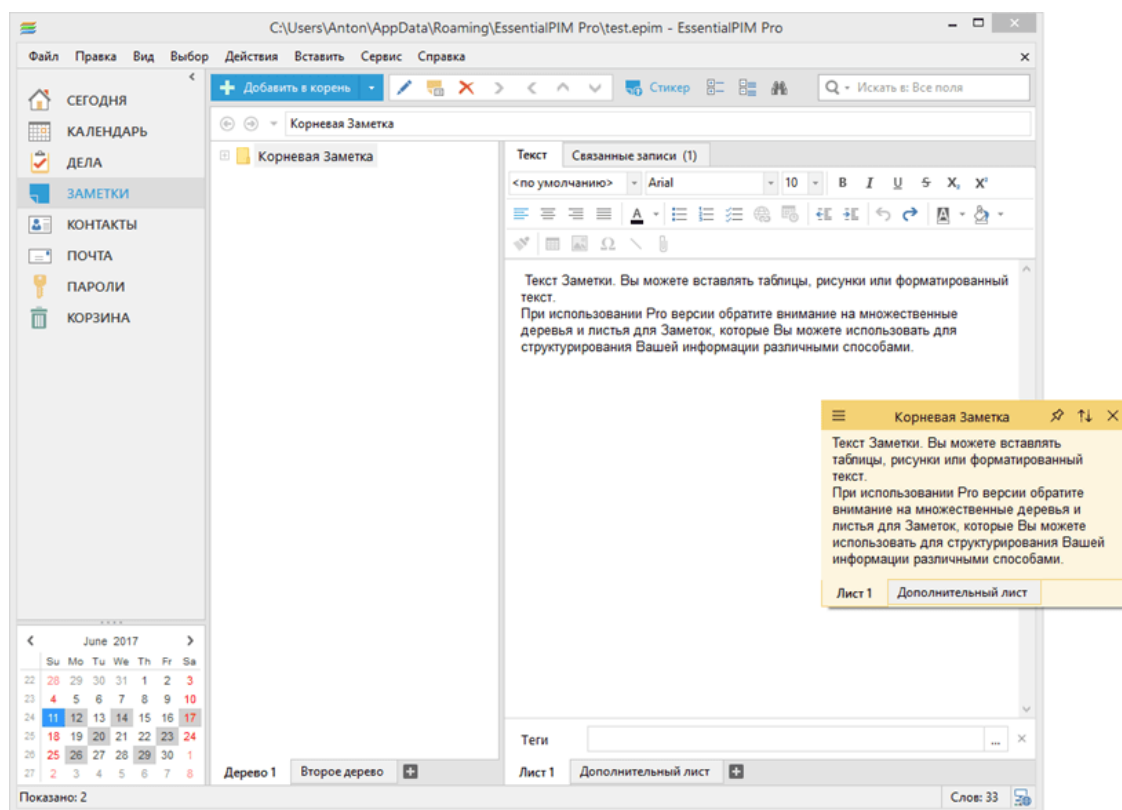 C:\Users\Anton\AppData\Roaming\EssentialPIM Pro\test.epim - EssentialPIM Pro
Файл Правка Вид Выбор Действия Вставить Сервис Справка
Добавить в корень Стикер Искать в: Все поля
СЕГОДНЯ
КАЛЕНДАРЬ
ДЕЛА
ЗАМЕТКИ
КОНТАКТЫ
ПОЧТА
ПАРОЛИ
КОРЗИНА
Корневая Заметка
Корневая Заметка
Текст Связанные записи (1)
<по умолчанию> Arial 10 B I U S X, X²
Текст Заметки. Вы можете вставлять таблицы, рисунки или форматированный
текст.
При использовании Pro версии обратите внимание на множественные
деревья и листья для Заметок, которые Вы можете использовать для
структурирования Вашей информации различными способами.
Корневая Заметка
Текст Заметки. Вы можете вставлять
таблицы, рисунки или форматированный
текст.
При использовании Pro версии обратите
внимание на множественные деревья и
листья для Заметок, которые Вы можете
использовать для структурирования Вашей
информации различными способами.
Лист 1 Дополнительный лист
June 2017
Su Mo Tu We Th Fr Sa
22 28 29 30 31 1 2 3
23 4 5 6 7 8 9 10
24 11 12 13 14 15 16 17
25 18 19 20 21 22 23 24
26 25 26 27 28 29 30 1
27 2 3 4 5 6 7 8
Теги ...
Дерево 1 Второе дерево
Лист 1 Дополнительный лист
Показано: 2
Слов: 33